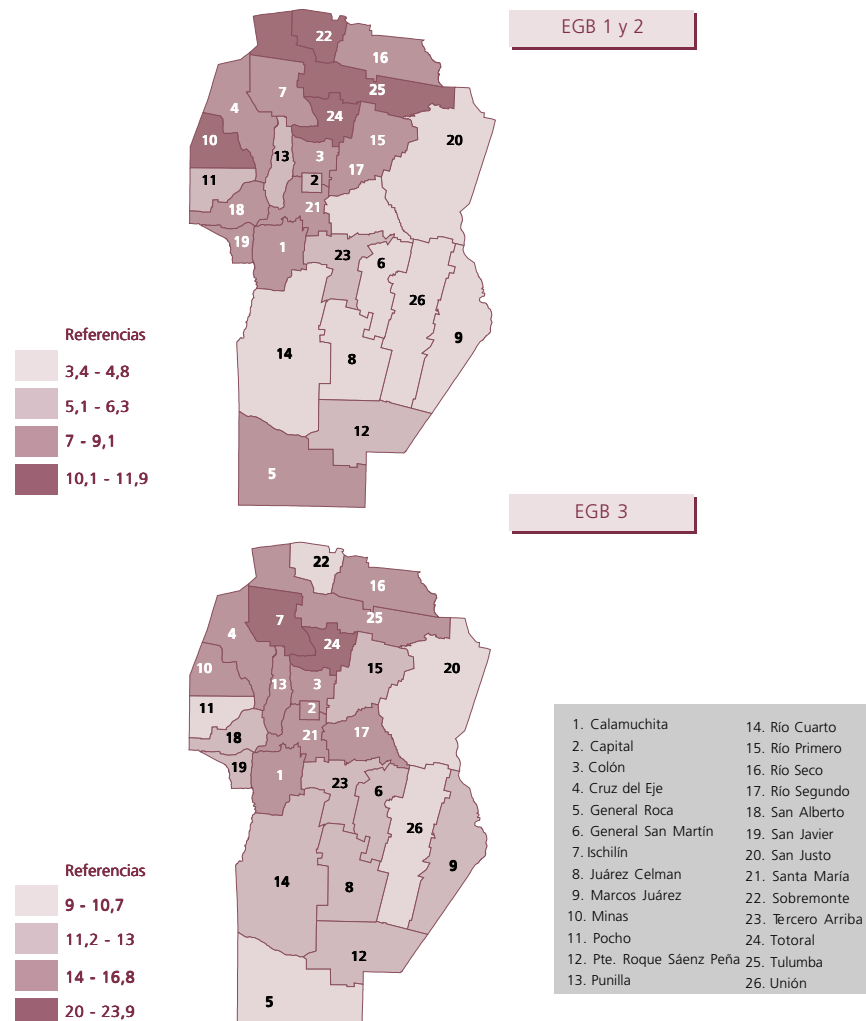 EGB 1 y 2
22
16
7
25
4
24
20
10
15
13
3
17
11
2
18
21
19
1
23
6
26
9
14
8
12
5
Referencias
3,4 - 4,8
5,1 - 6,3
7 - 9,1
10,1 - 11,9
EGB 3
22
16
7
25
4
24
15
20
10
13
3
11
2
17
18
21
19
1
23
6
26
9
14
8
12
5
Referencias
9 - 10,7
11,2 - 13
14 - 16,8
20 - 23,9
1. Calamuchita
2. Capital
3. Colón
4. Cruz del Eje
5. General Roca
6. General San Martín
7. Ischilín
8. Juárez Celman
9. Marcos Juárez
10. Minas
11. Pocho
12. Pte. Roque Sáenz Peña
13. Punilla
14. Río Cuarto
15. Río Primero
16. Río Seco
17. Río Segundo
18. San Alberto
19. San Javier
20. San Justo
21. Santa María
22. Sobremonte
23. Tercero Arriba
24. Totoral
25. Tulumba
26. Unión